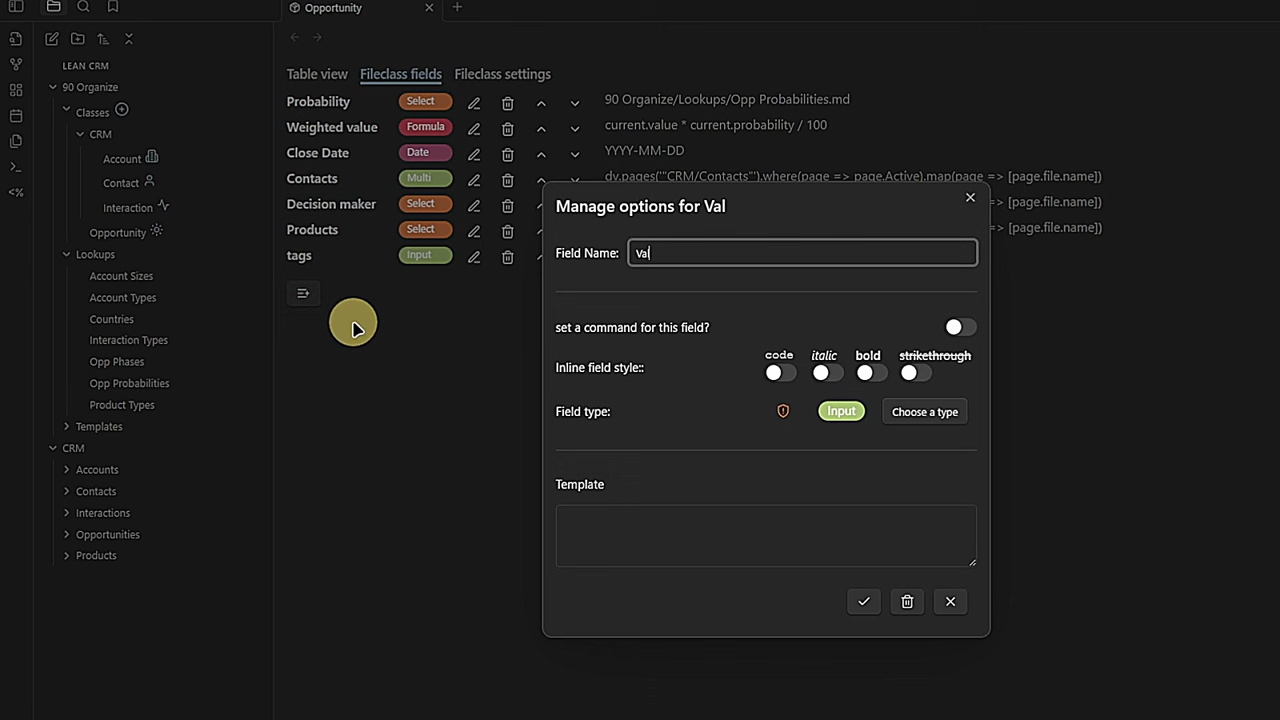 Opportunity
LEAN CRM
90 Organize
Classes
CRM
Account
Contact
Interaction
Opportunity
Lookups
Account Sizes
Account Types
Countries
Interaction Types
Opp Phases
Opp Probabilities
Product Types
Templates
CRM
Accounts
Contacts
Interactions
Opportunities
Products
Table view Fileclass fields Fileclass settings
Probability Select 90 Organize/Lookups/Opp Probabilities.md
Weighted value Formula current.value * current.probability / 100
Close Date Date YYYY-MM-DD
Contacts Multi dv.pages('"CRM/Contacts"').where(page => page.Active).map(page => [page.file.name])
Decision maker Select => [page.file.name])
Products Select => [page.file.name])
tags Input
Manage options for Val
Field Name: Val
set a command for this field?
Inline field style:: code italic bold strikethrough
Field type: Input Choose a type
Template